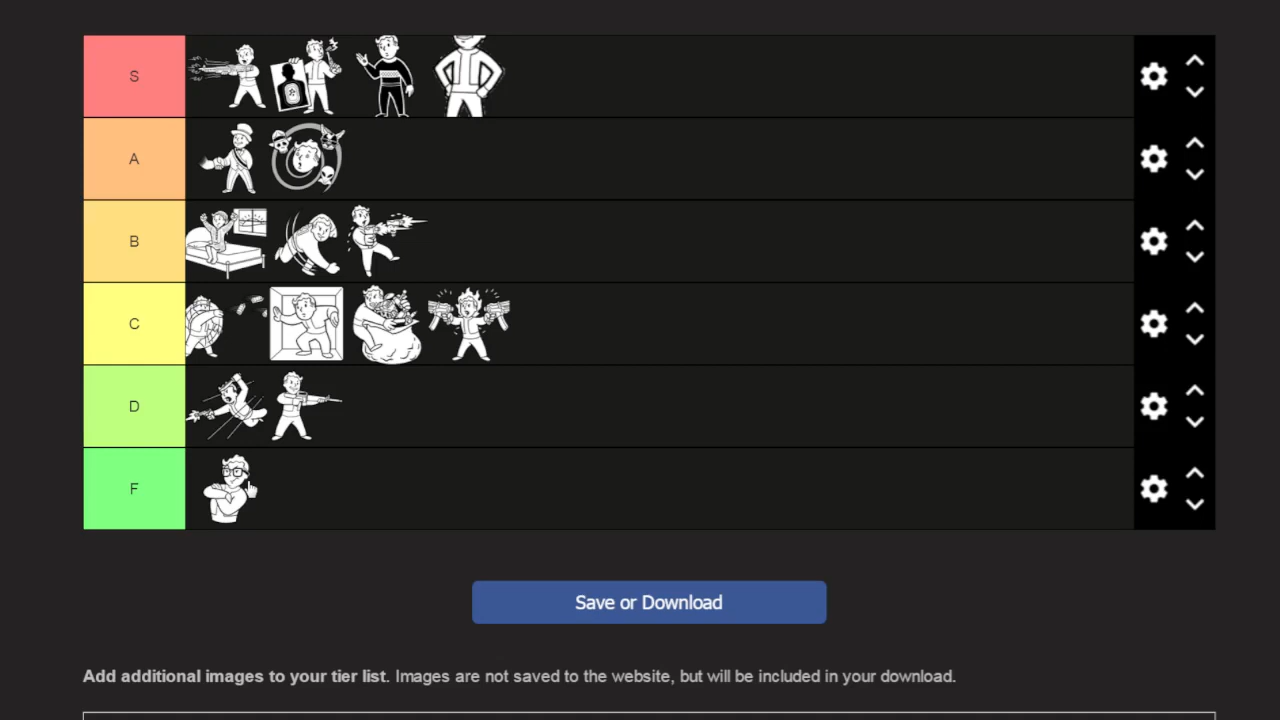 S
A
B
C
D
F
Save or Download
Add additional images to your tier list. Images are not saved to the website, but will be included in your download.